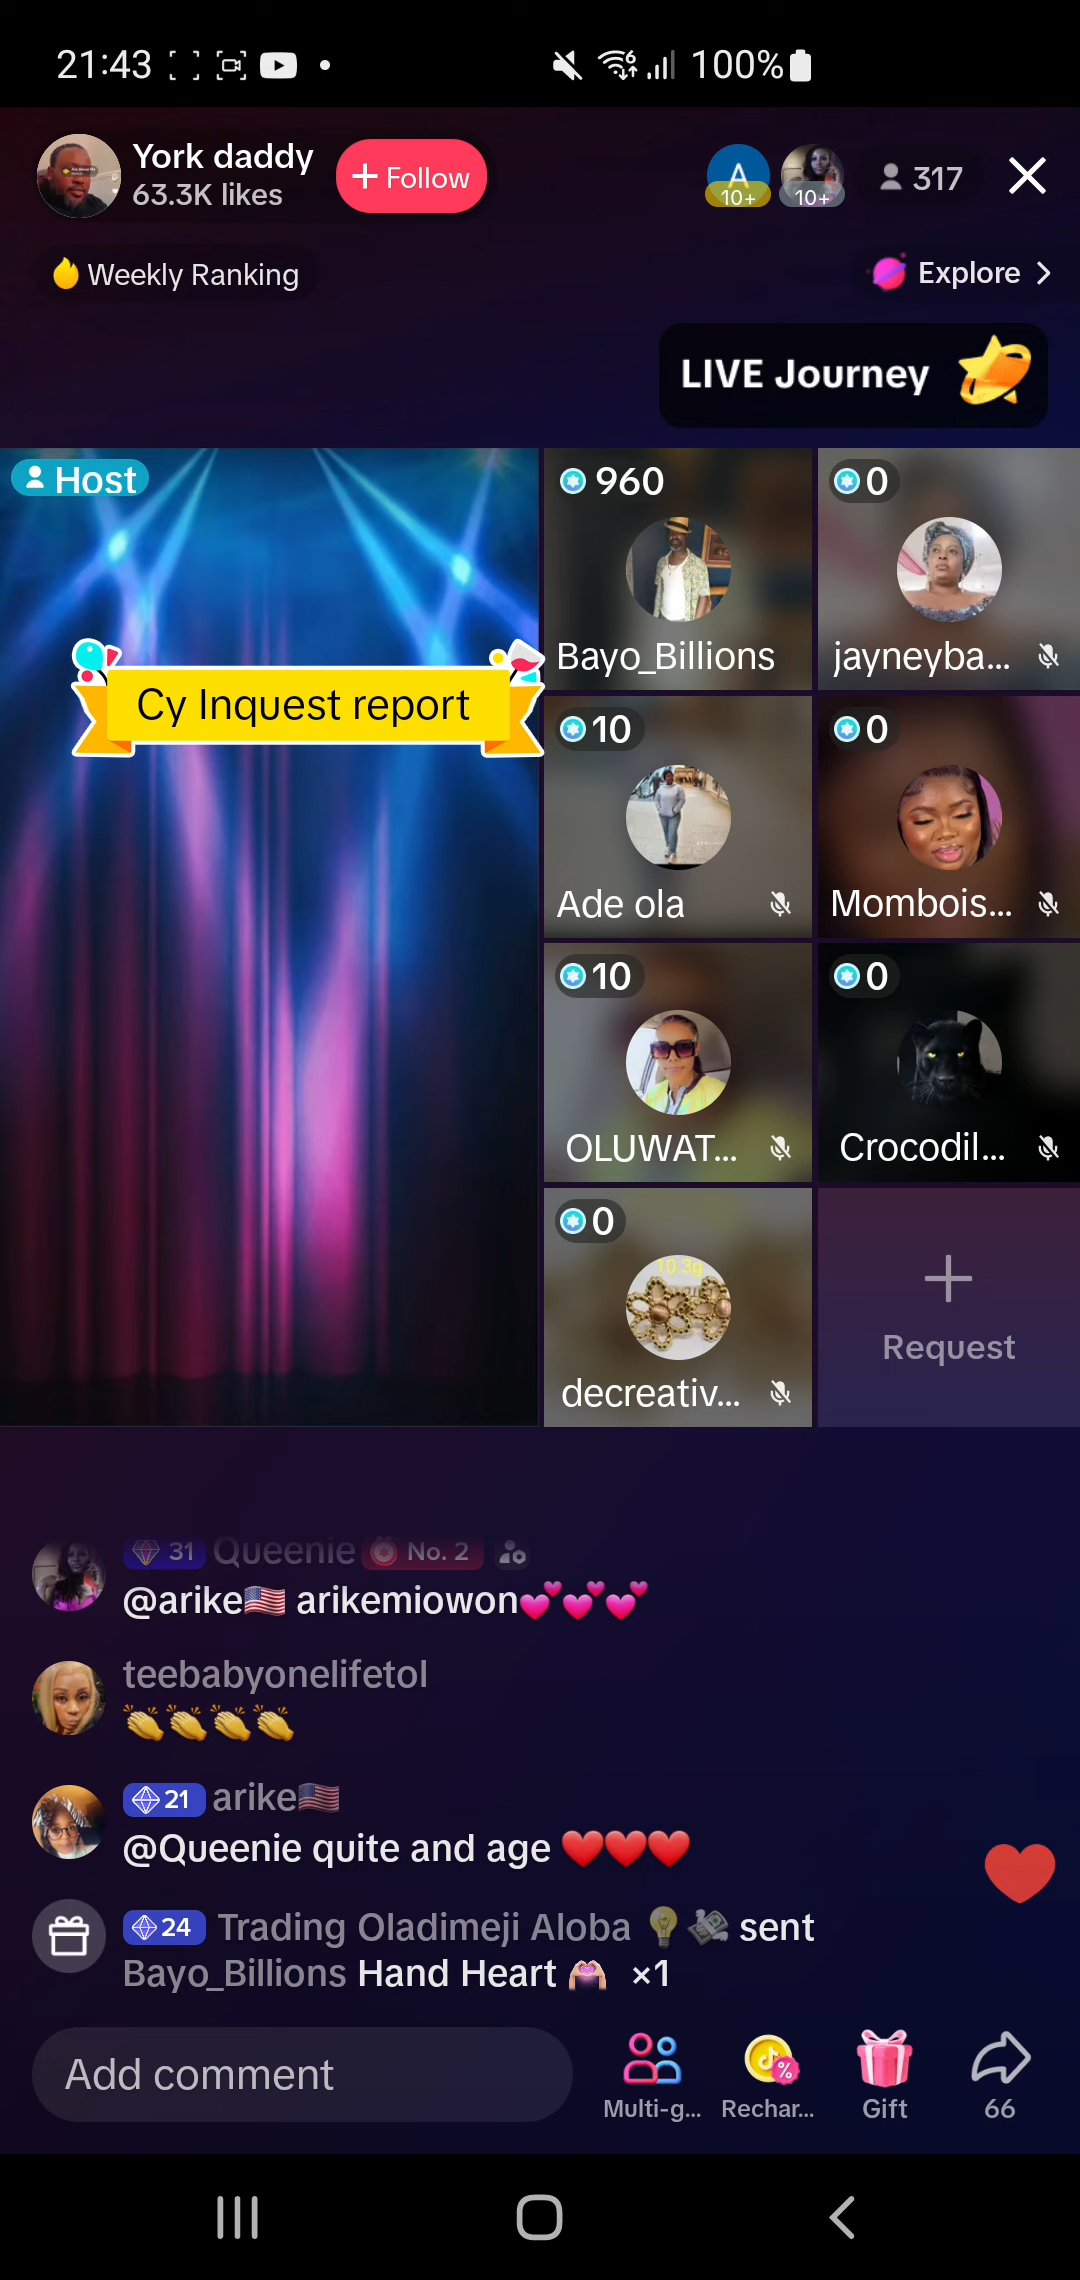 21:43
100%
York daddy
63.3K likes
+ Follow
A
10+
10+
317
Weekly Ranking
Explore >
LIVE Journey
Host
960
0
Bayo_Billions
jayneyba...
Cy Inquest report
10
0
Ade ola
Mombois...
10
0
OLUWAT...
Crocodil...
0
10.3g
decreativ...
Request
31 Queenie No. 2
@arike🇺🇸 arikemiowon💕💕💕
teebabyonelifetol
👏👏👏👏
21 arike🇺🇸
@Queenie quite and age ❤️❤️❤️
24 Trading Oladimeji Aloba 💡💸 sent
Bayo_Billions Hand Heart 🫶 ×1
Add comment
Multi-g...
Rechar...
Gift
66